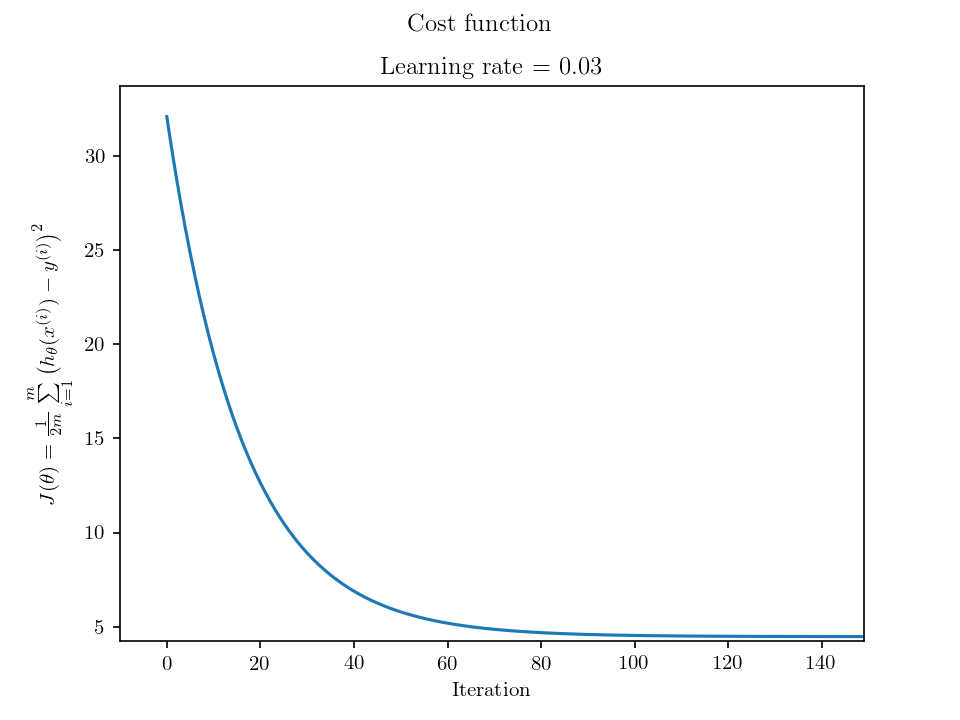 Cost function
Learning rate = 0.03
J(θ) = 1/2m ∑_{i=1}^{m} (h_θ(x^{(i)}) − y^{(i)})^2
30
25
20
15
10
5
0 20 40 60 80 100 120 140
Iteration